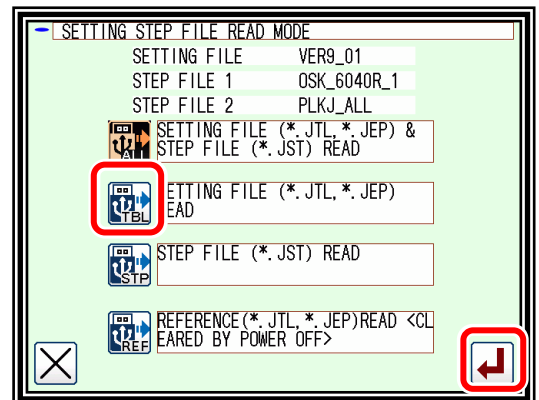 SETTING STEP FILE READ MODE
SETTING FILE VER9_01
STEP FILE 1 OSK_6040R_1
STEP FILE 2 PLKJ_ALL
SETTING FILE (*.JTL,*.JEP) &
STEP FILE (*.JST) READ
TBL
ETTING FILE (*.JTL,*.JEP)
EAD
STP
STEP FILE (*.JST) READ
REF
REFERENCE(*.JTL,*.JEP)READ <CL
EARED BY POWER OFF>